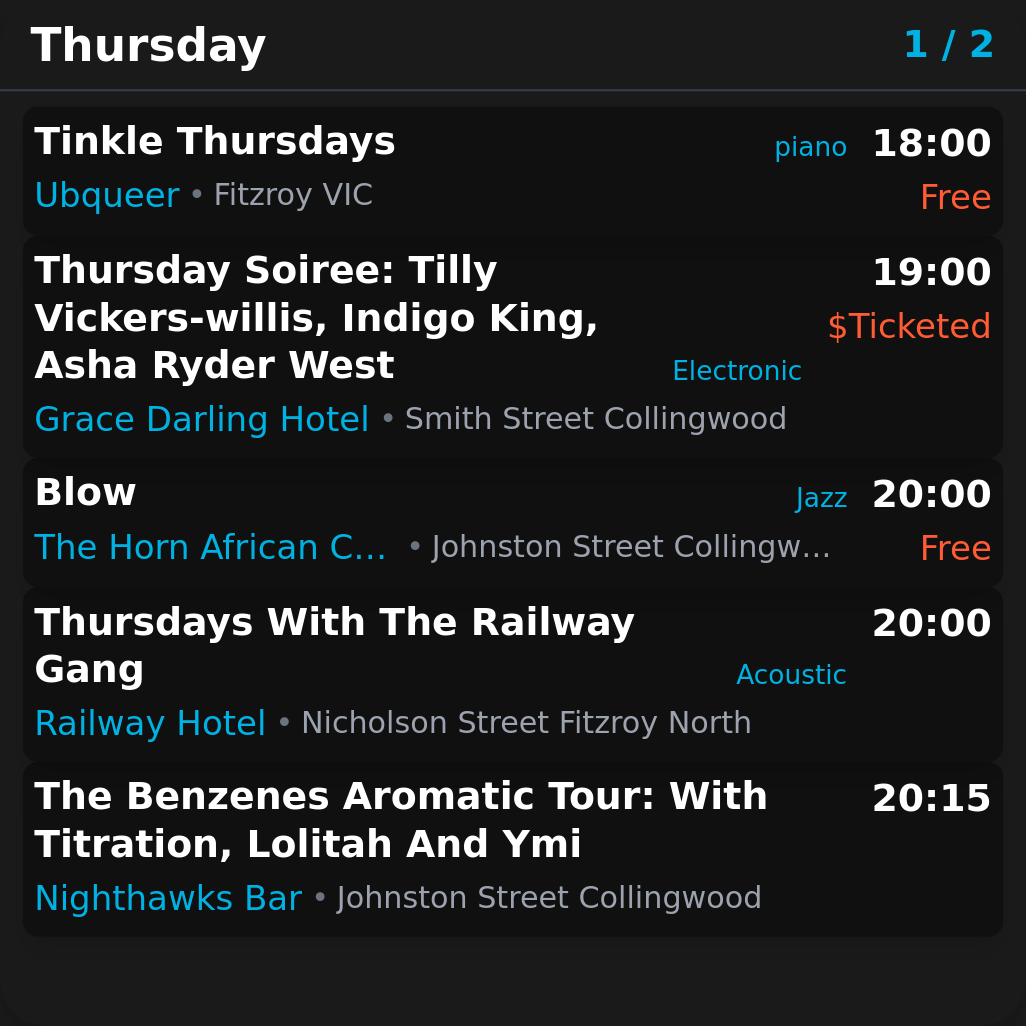 Thursday 1 / 2
Tinkle Thursdays piano 18:00
Ubqueer • Fitzroy VIC Free
Thursday Soiree: Tilly 19:00
Vickers-willis, Indigo King, $Ticketed
Asha Ryder West Electronic
Grace Darling Hotel • Smith Street Collingwood
Blow Jazz 20:00
The Horn African C… • Johnston Street Collingw… Free
Thursdays With The Railway 20:00
Gang Acoustic
Railway Hotel • Nicholson Street Fitzroy North
The Benzenes Aromatic Tour: With 20:15
Titration, Lolitah And Ymi
Nighthawks Bar • Johnston Street Collingwood